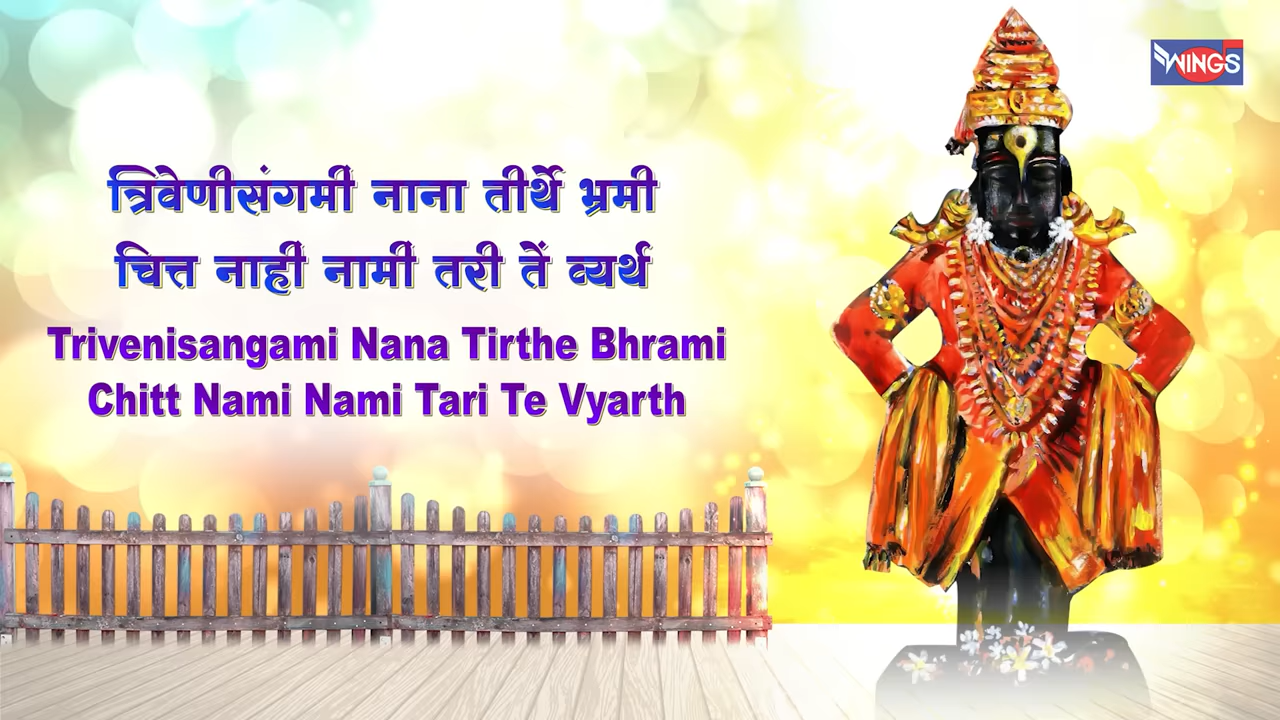 त्रिवेणीसंगमीं नाना तीर्थे भ्रमी
चित्त नाहीं नामीं तरी तें व्यर्थ
Trivenisangami Nana Tirthe Bhrami
Chitt Nami Nami Tari Te Vyarth
WINGS